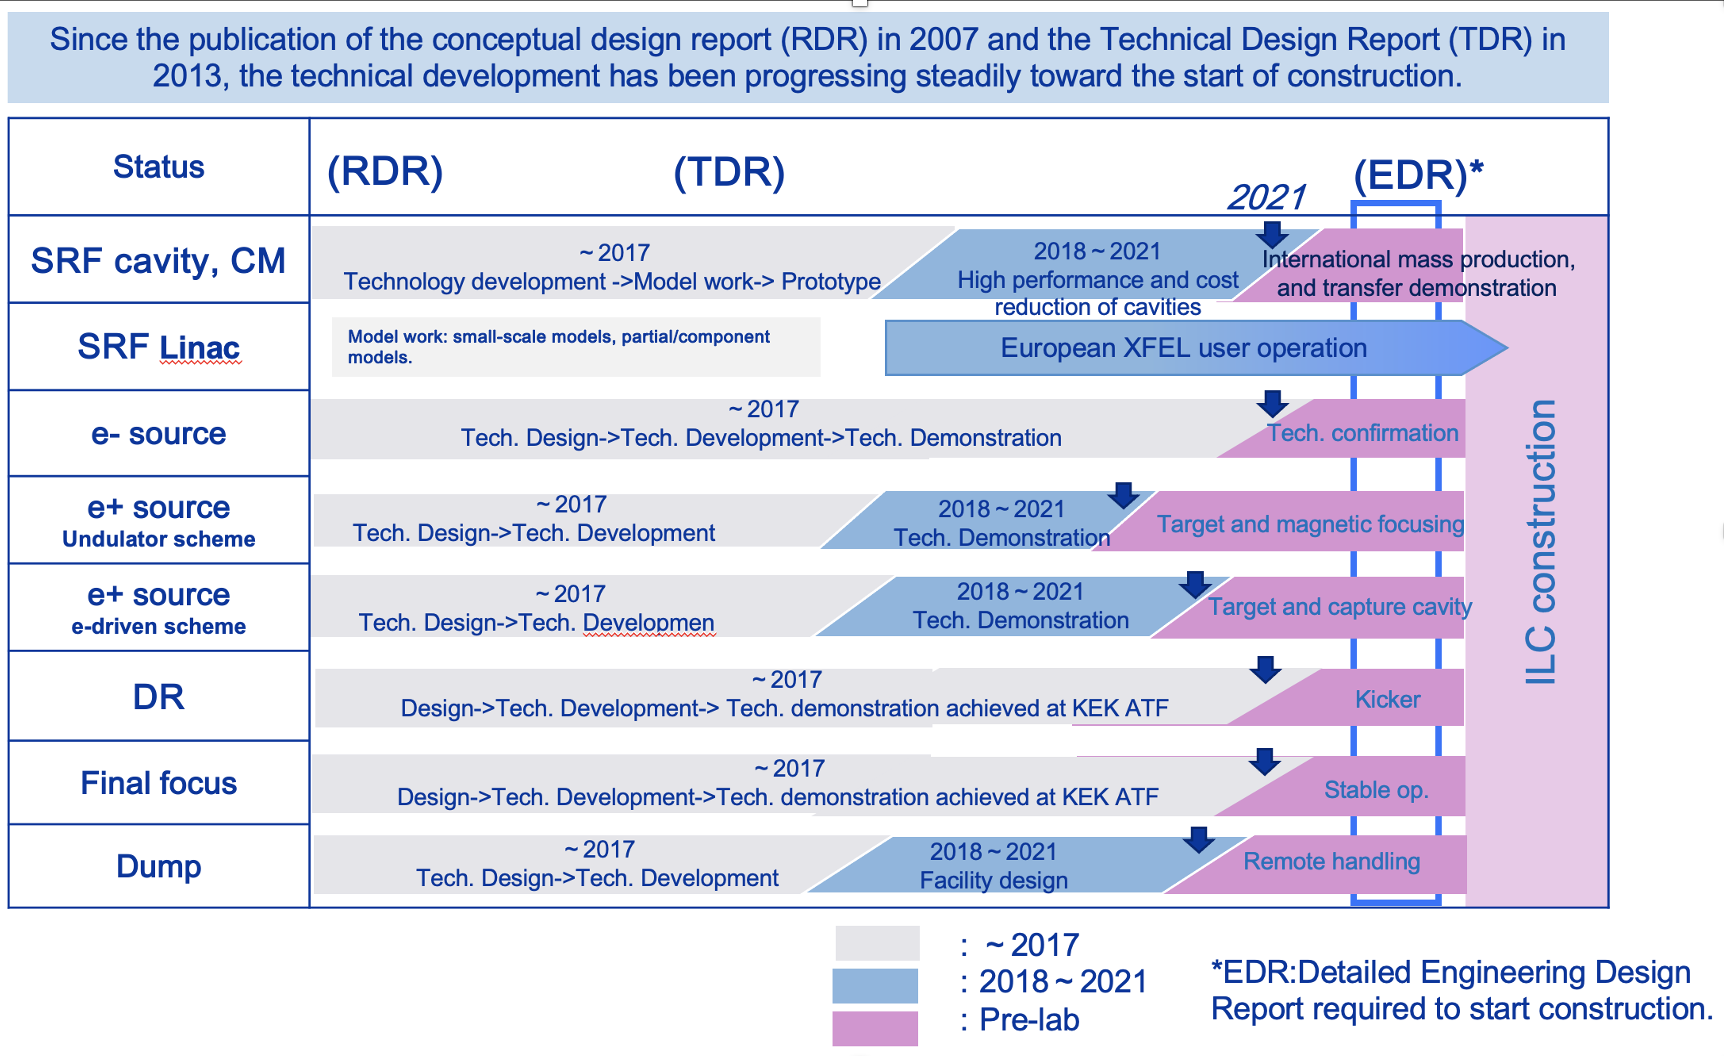 Since the publication of the conceptual design report (RDR) in 2007 and the Technical Design Report (TDR) in
2013, the technical development has been progressing steadily toward the start of construction.
Status
(RDR)
(TDR)
2021
(EDR)*
SRF cavity, CM
~ 2017
Technology development ->Model work-> Prototype
2018 ~ 2021
High performance and cost
reduction of cavities
International mass production,
and transfer demonstration
SRF Linac
Model work: small-scale models, partial/component
models.
European XFEL user operation
e- source
~ 2017
Tech. Design->Tech. Development->Tech. Demonstration
Tech. confirmation
e+ source
Undulator scheme
~ 2017
Tech. Design->Tech. Development
2018 ~ 2021
Tech. Demonstration
Target and magnetic focusing
e+ source
e-driven scheme
~ 2017
Tech. Design->Tech. Developmen
2018 ~ 2021
Tech. Demonstration
Target and capture cavity
DR
~ 2017
Design->Tech. Development-> Tech. demonstration achieved at KEK ATF
Kicker
Final focus
~ 2017
Design->Tech. Development->Tech. demonstration achieved at KEK ATF
Stable op.
Dump
~ 2017
Tech. Design->Tech. Development
2018 ~ 2021
Facility design
Remote handling
ILC construction
: ~ 2017
: 2018 ~ 2021
: Pre-lab
*EDR:Detailed Engineering Design
Report required to start construction.